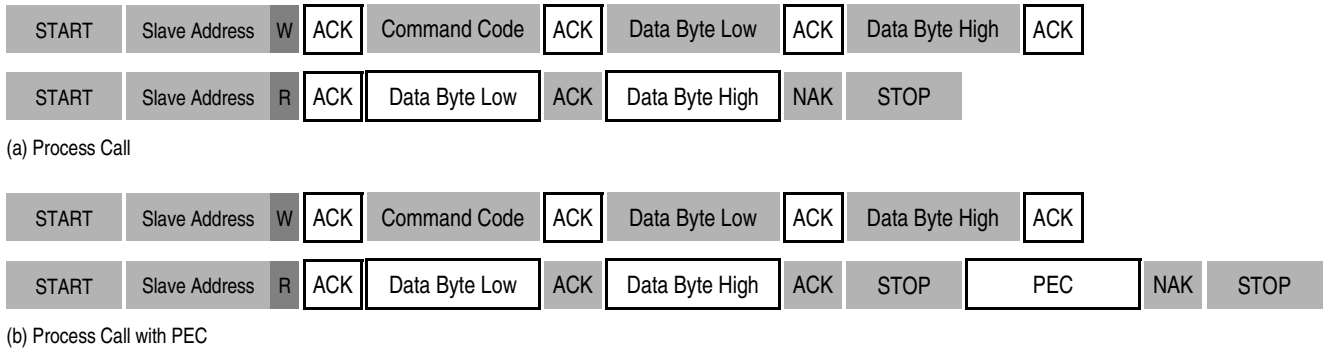 START Slave Address W ACK Command Code ACK Data Byte Low ACK Data Byte High ACK
START Slave Address R ACK Data Byte Low ACK Data Byte High NAK STOP
(a) Process Call
START Slave Address W ACK Command Code ACK Data Byte Low ACK Data Byte High ACK
START Slave Address R ACK Data Byte Low ACK Data Byte High ACK STOP PEC NAK STOP
(b) Process Call with PEC